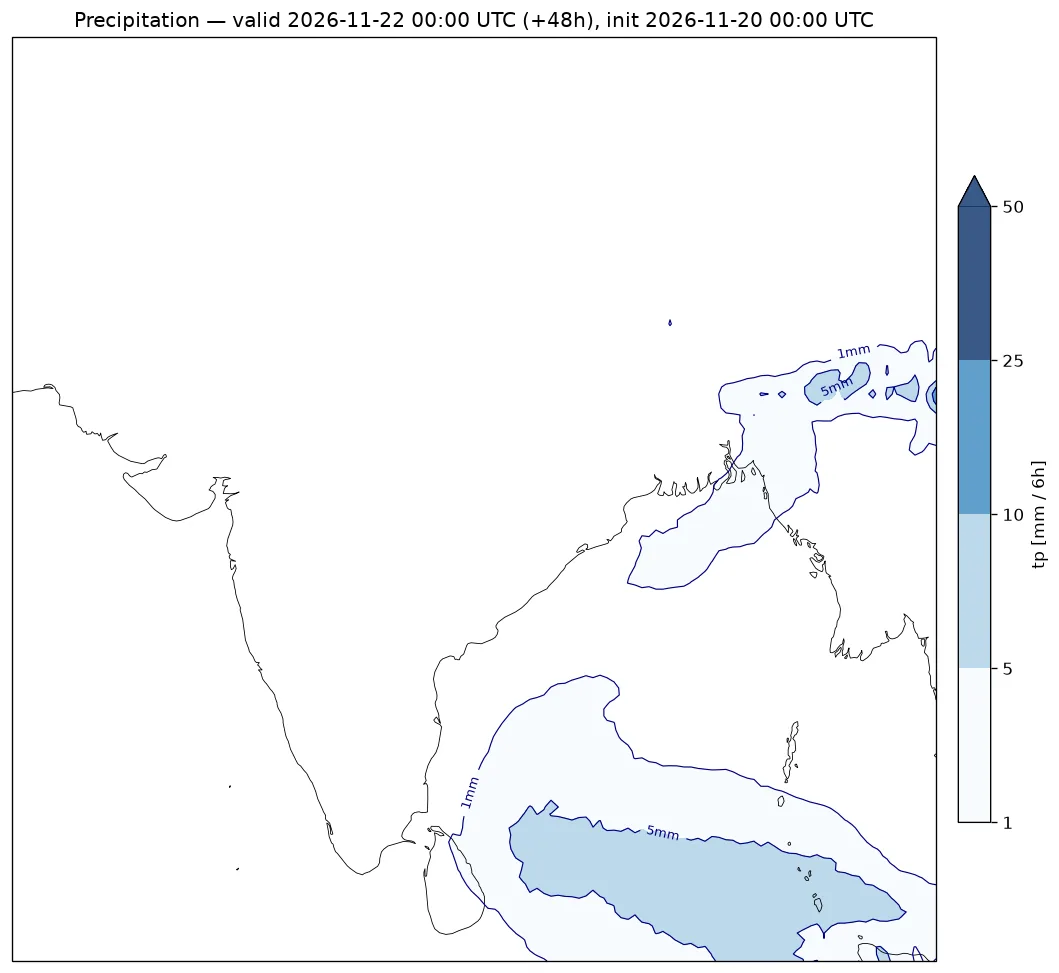 Precipitation — valid 2026-11-22 00:00 UTC (+48h), init 2026-11-20 00:00 UTC
50
1mm
25
5mm
tp [mm / 6h]
10
5
1mm
5mm
1